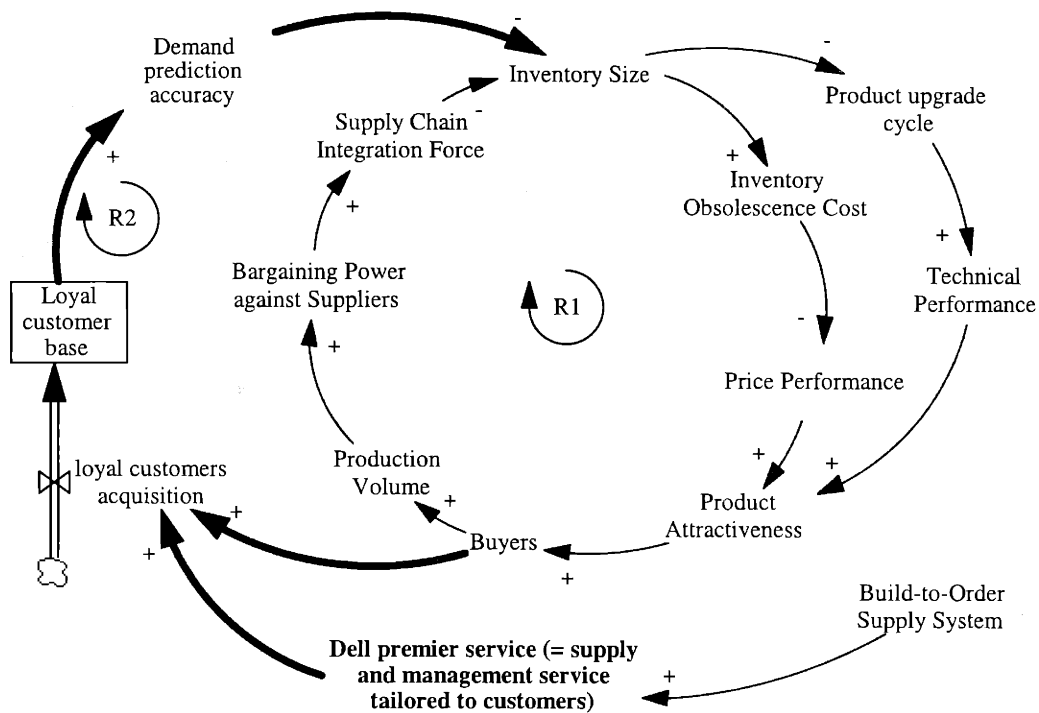 Demand
prediction
accuracy
-
Inventory Size
-
Product upgrade
cycle
Supply Chain
Integration Force
-
+
+
Inventory
Obsolescence Cost
R2
+
+
Bargaining Power
against Suppliers
Technical
Performance
R1
Loyal
customer
base
-
+
Price Performance
loyal customers
acquisition
Production
Volume
+
+
Product
Attractiveness
+
+
Buyers
+
+
Build-to-Order
Supply System
Dell premier service (= supply
and management service
tailored to customers)
+